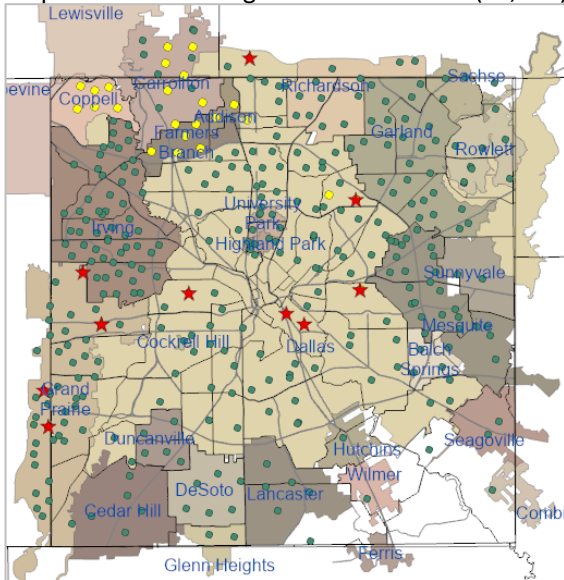 Lewisville
Carrollton
Richardson
Sachse
Coppell
Addison
Garland
Farmers
Branch
Rowlett
University
Park
Irving
Highland Park
Sunnyvale
Mesquite
Cockrell Hill
Dallas
Balch
Springs
Grand
Prairie
Duncanville
Seagoville
Hutchins
Wilmer
DeSoto
Lancaster
Cedar Hill
Combi
Ferris
Glenn Heights